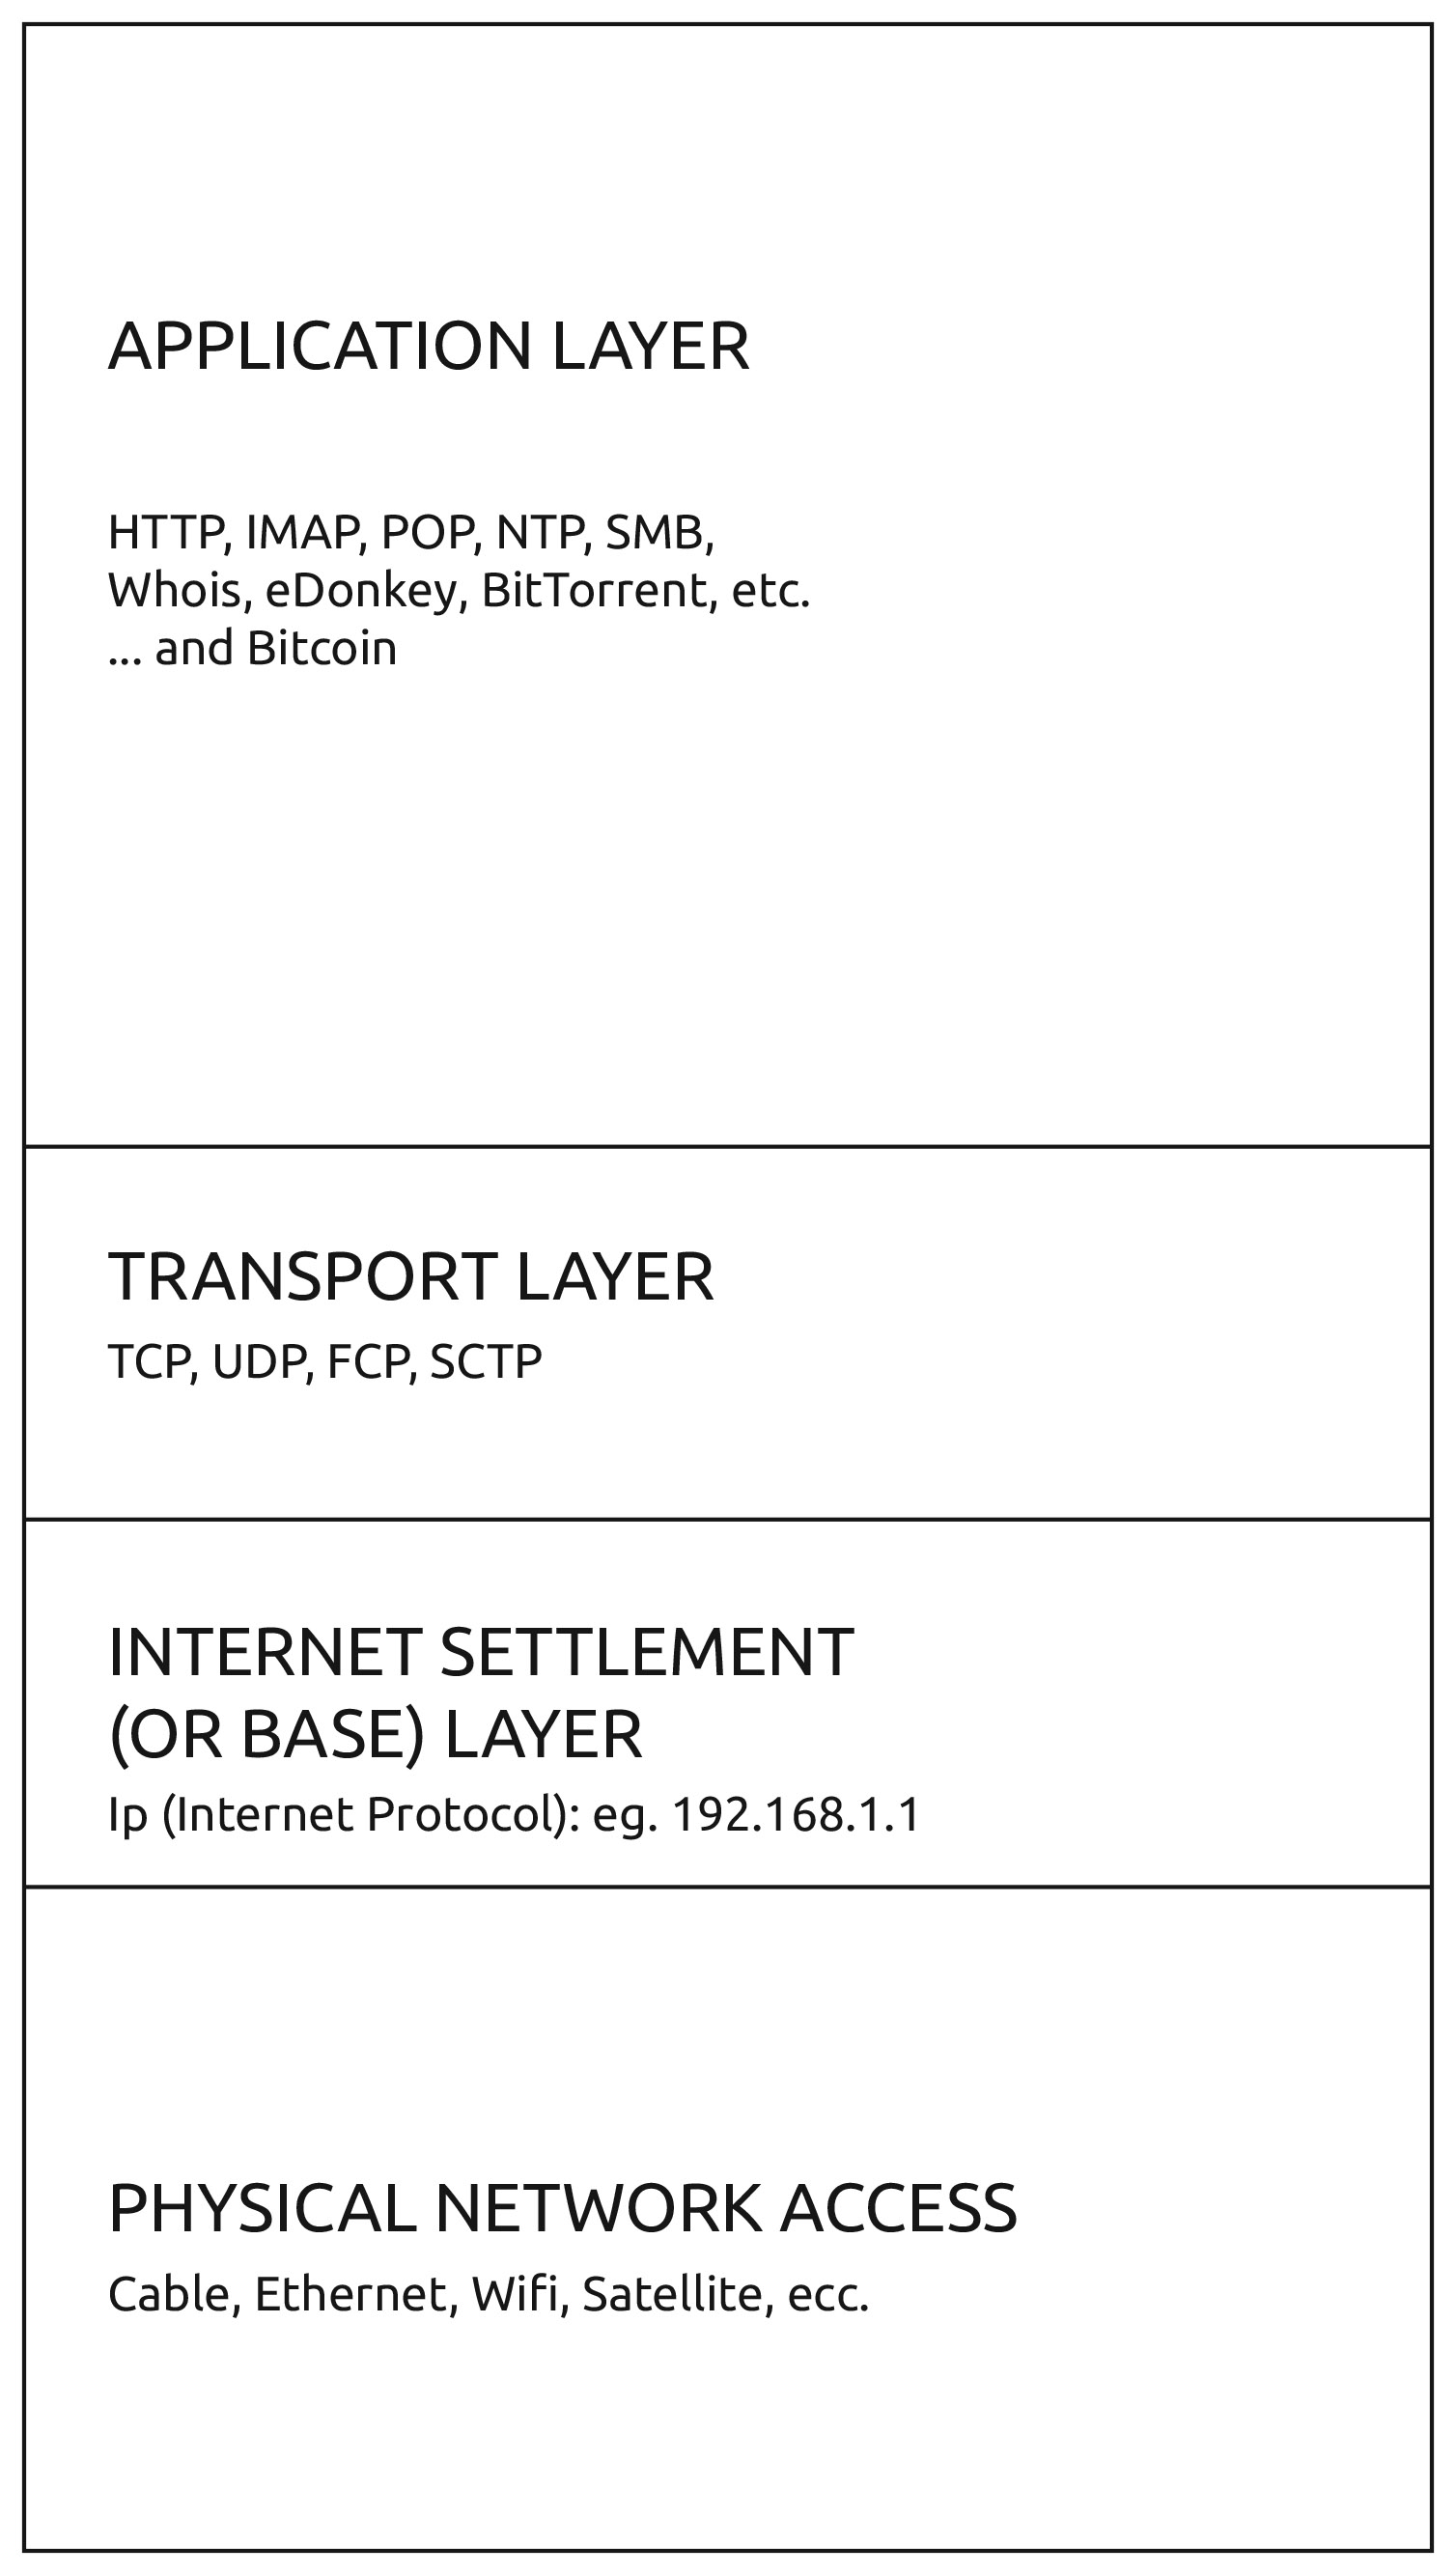 APPLICATION LAYER
HTTP, IMAP, POP, NTP, SMB,
Whois, eDonkey, BitTorrent, etc.
... and Bitcoin
TRANSPORT LAYER
TCP, UDP, FCP, SCTP
INTERNET SETTLEMENT
(OR BASE) LAYER
Ip (Internet Protocol): eg. 192.168.1.1
PHYSICAL NETWORK ACCESS
Cable, Ethernet, Wifi, Satellite, ecc.